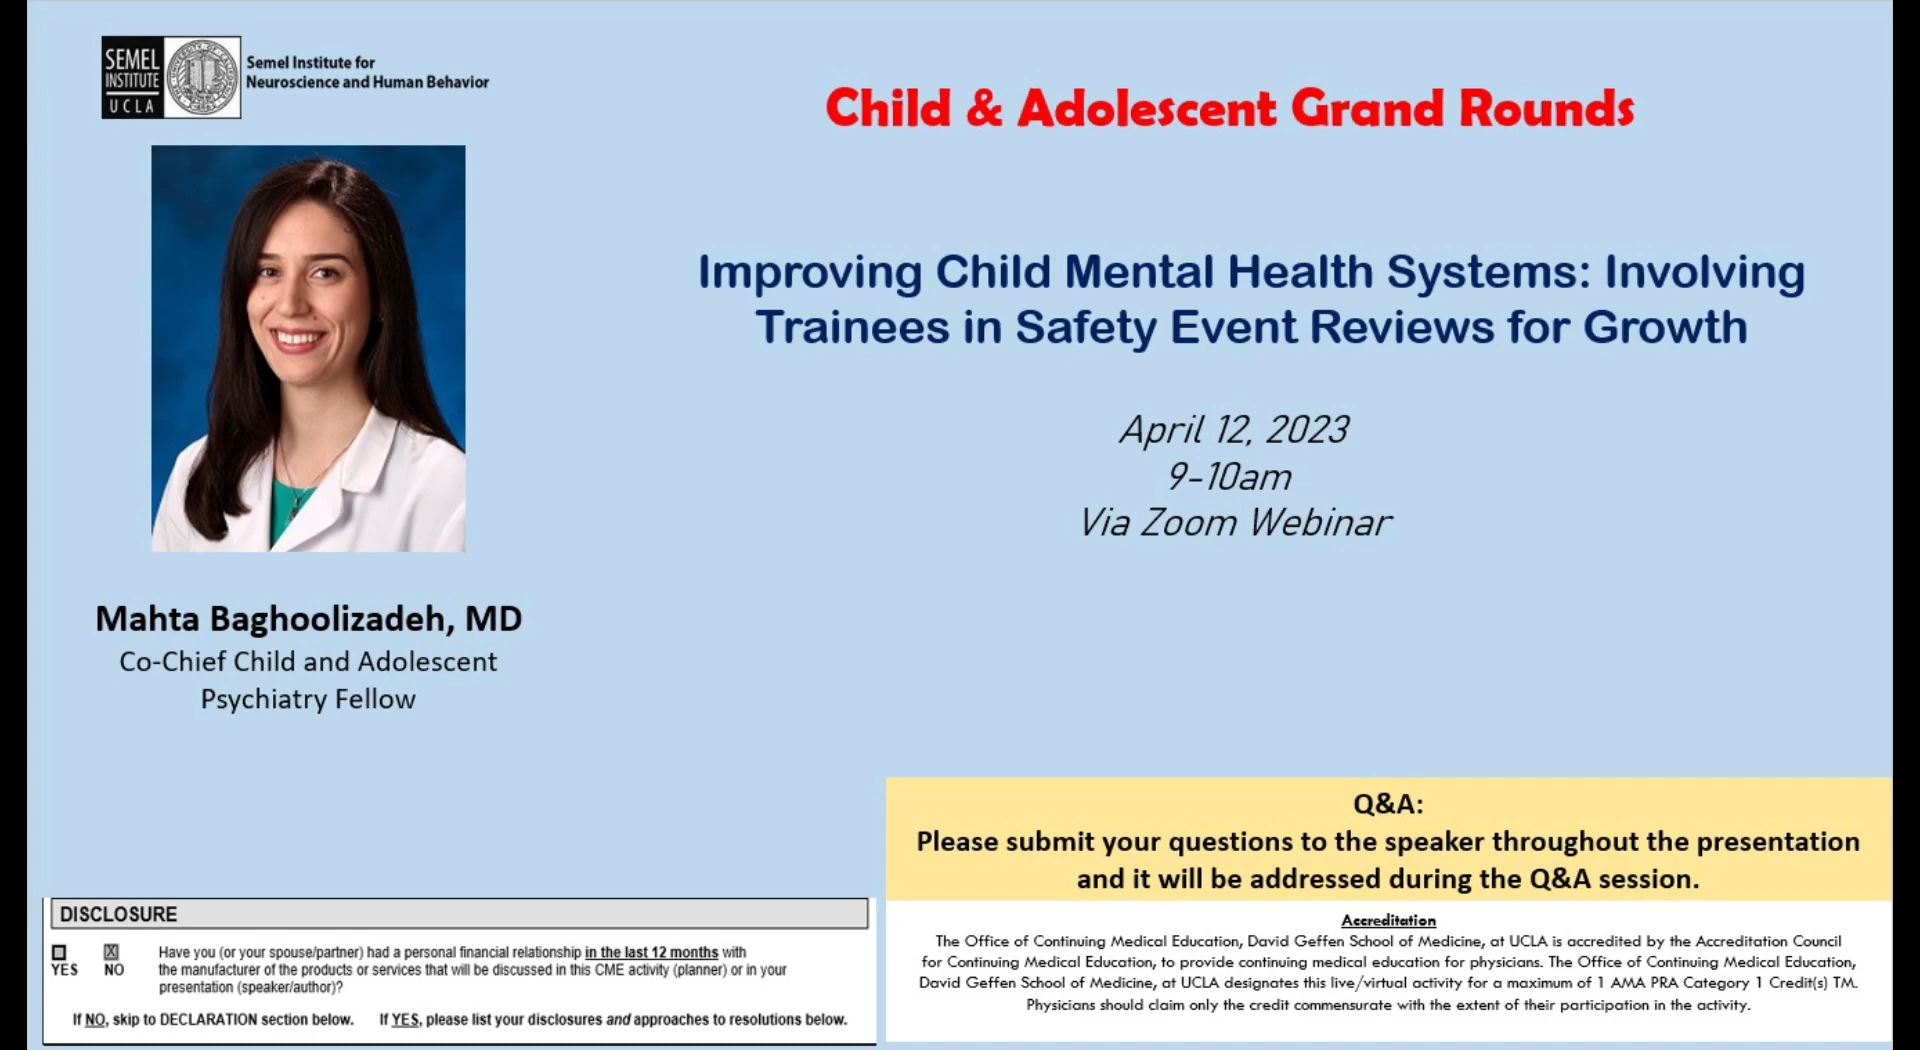 SEMEL
INSTITUTE
UCLA
Semel Institute for
Neuroscience and Human Behavior
Child & Adolescent Grand Rounds
Improving Child Mental Health Systems: Involving
Trainees in Safety Event Reviews for Growth
April 12, 2023
9-10am
Via Zoom Webinar
Mahta Baghoolizadeh, MD
Co-Chief Child and Adolescent
Psychiatry Fellow
Q&A:
Please submit your questions to the speaker throughout the presentation
and it will be addressed during the Q&A session.
DISCLOSURE
YES
X
NO
Have you (or your spouse/partner) had a personal financial relationship in the last 12 months with
the manufacturer of the products or services that will be discussed in this CME activity (planner) or in your
presentation (speaker/author)?
If NO, skip to DECLARATION section below. If YES, please list your disclosures and approaches to resolutions below.
Accreditation
The Office of Continuing Medical Education, David Geffen School of Medicine, at UCLA is accredited by the Accreditation Council
for Continuing Medical Education, to provide continuing medical education for physicians. The Office of Continuing Medical Education,
David Geffen School of Medicine, at UCLA designates this live/virtual activity for a maximum of 1 AMA PRA Category 1 Credit(s) TM.
Physicians should claim only the credit commensurate with the extent of their participation in the activity.